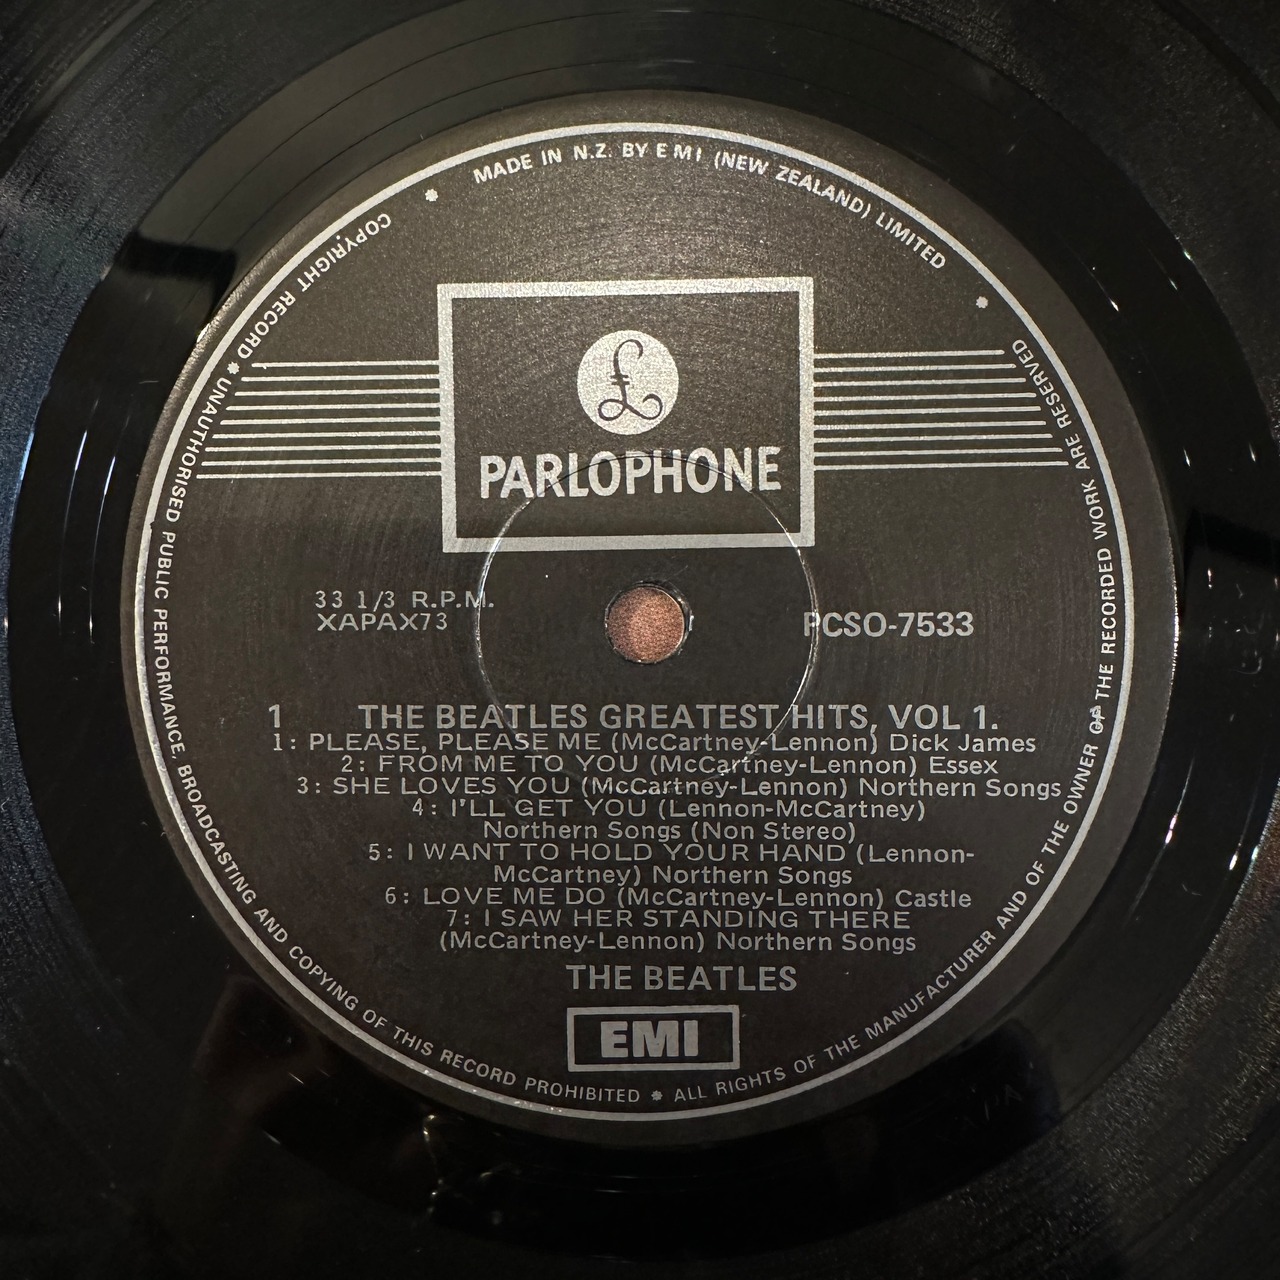 MADE IN N.Z. BY EMI (NEW ZEALAND) LIMITED
£
PARLOPHONE
33 1/3 R.P.M.
XAPAX73
PCSO-7533
1 THE BEATLES GREATEST HITS, VOL 1.
1: PLEASE, PLEASE ME (McCartney-Lennon) Dick James
2: FROM ME TO YOU (McCartney-Lennon) Essex
3: SHE LOVES YOU (McCartney-Lennon) Northern Songs
4: I'LL GET YOU (Lennon-McCartney)
Northern Songs (Non Stereo)
5: I WANT TO HOLD YOUR HAND (Lennon-
McCartney) Northern Songs
6: LOVE ME DO (McCartney-Lennon) Castle
7: I SAW HER STANDING THERE
(McCartney-Lennon) Northern Songs
THE BEATLES
EMI
COPYRIGHT RECORD * UNAUTHORISED PUBLIC PERFORMANCE, BROADCASTING AND COPYING OF THIS RECORD PROHIBITED * ALL RIGHTS OF THE MANUFACTURER AND OF THE OWNER OF THE RECORDED WORK ARE RESERVED